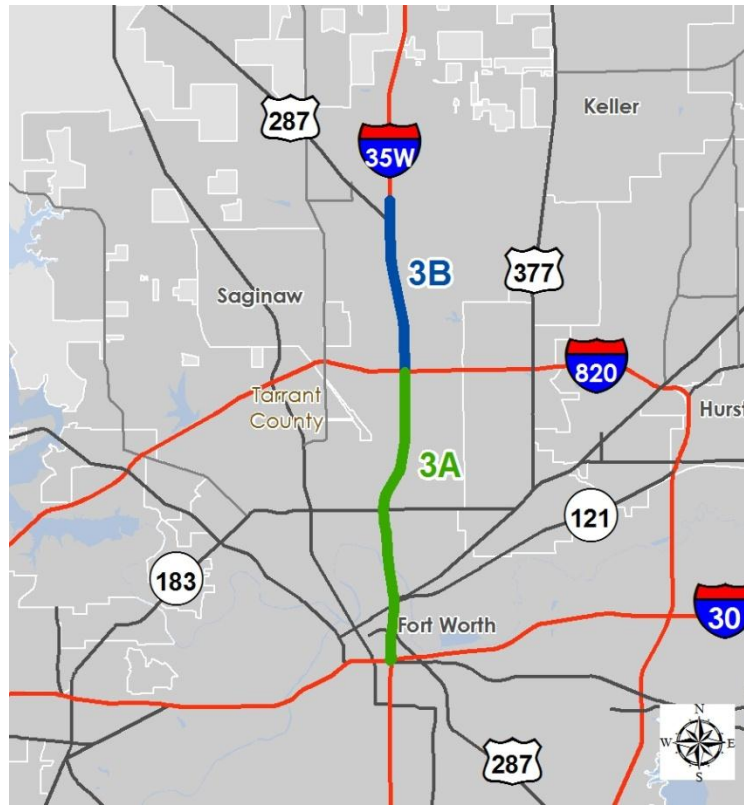 287
35W
Keller
3B
377
Saginaw
820
Tarrant
County
Hurst
3A
121
183
Fort Worth
30
287
N
W
E
S